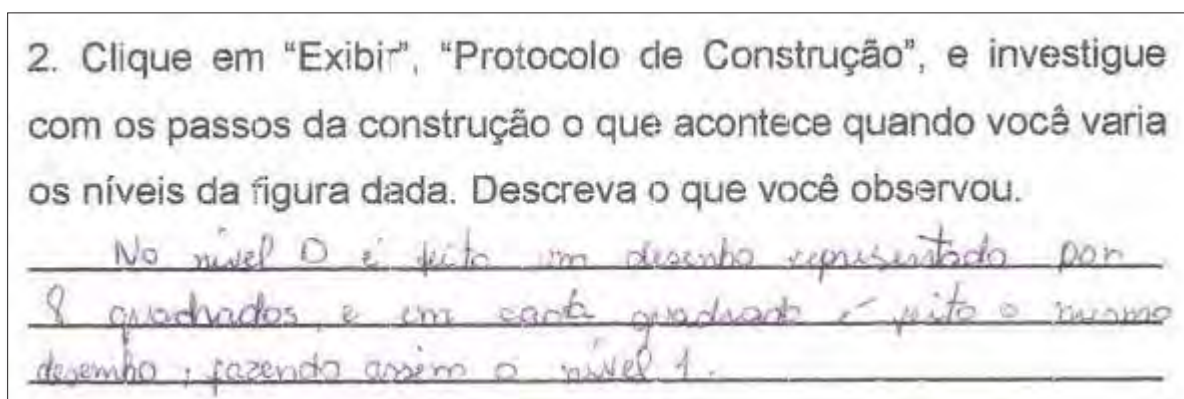 2. Clique em “Exibir”, “Protocolo de Construção”, e investigue
com os passos da construção o que acontece quando você varia
os níveis da figura dada. Descreva o que você observou.
No nível 0 é feito um desenho representado por
8 quadrados, e em cada quadrado é feito o mesmo
desenho, fazendo assim o nível 1.